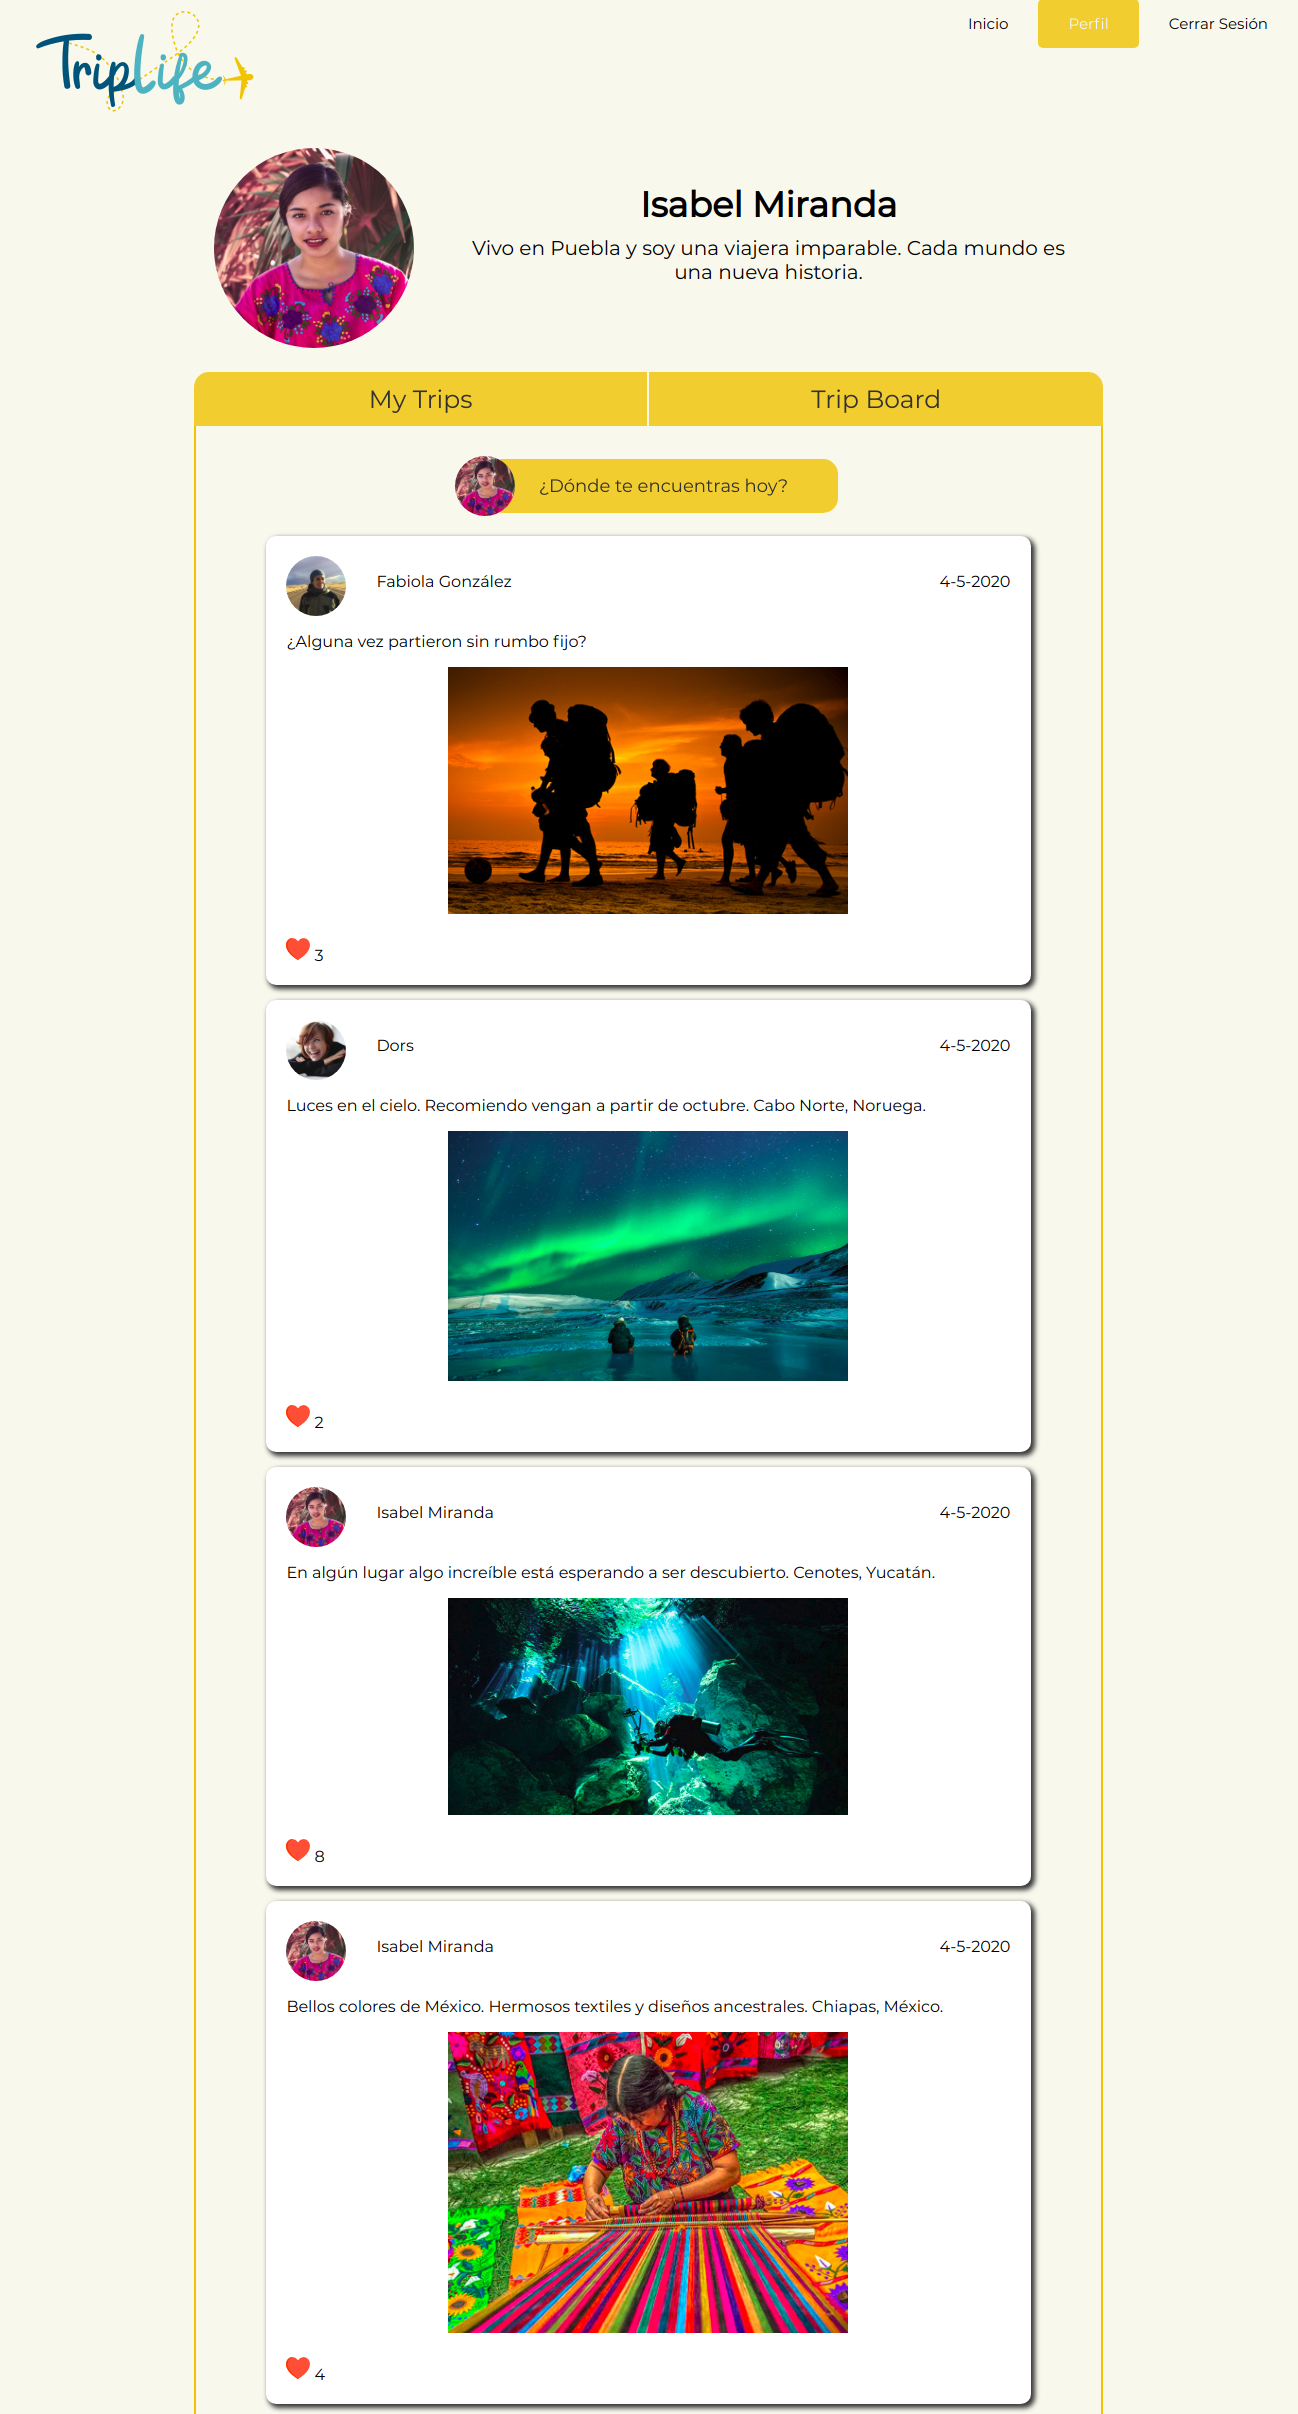 TripLife
Inicio
Perfil
Cerrar Sesión
Isabel Miranda
Vivo en Puebla y soy una viajera imparable. Cada mundo es
una nueva historia.
My Trips
Trip Board
¿Dónde te encuentras hoy?
Fabiola González
4-5-2020
¿Alguna vez partieron sin rumbo fijo?
3
Dors
4-5-2020
Luces en el cielo. Recomiendo vengan a partir de octubre. Cabo Norte, Noruega.
2
Isabel Miranda
4-5-2020
En algún lugar algo increíble está esperando a ser descubierto. Cenotes, Yucatán.
8
Isabel Miranda
4-5-2020
Bellos colores de México. Hermosos textiles y diseños ancestrales. Chiapas, México.
4